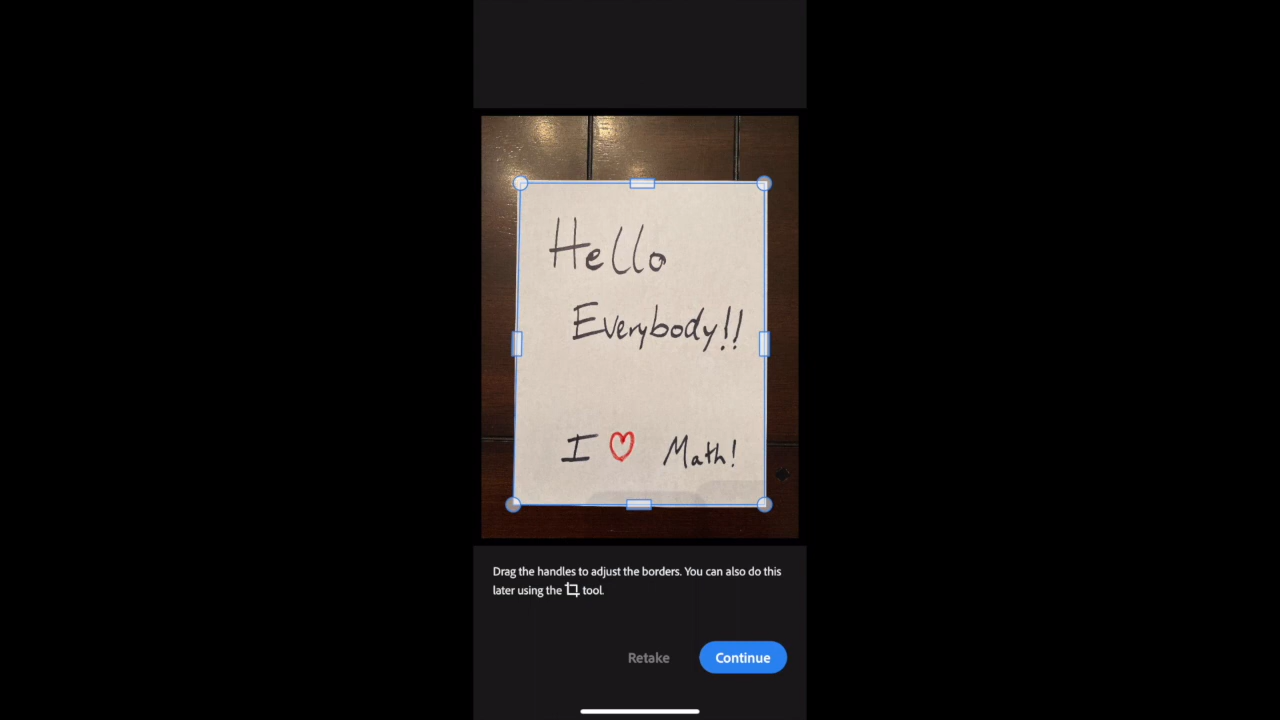 Hello
Everybody!!
I ♡ Math!
Drag the handles to adjust the borders. You can also do this
later using the tool.
Retake Continue